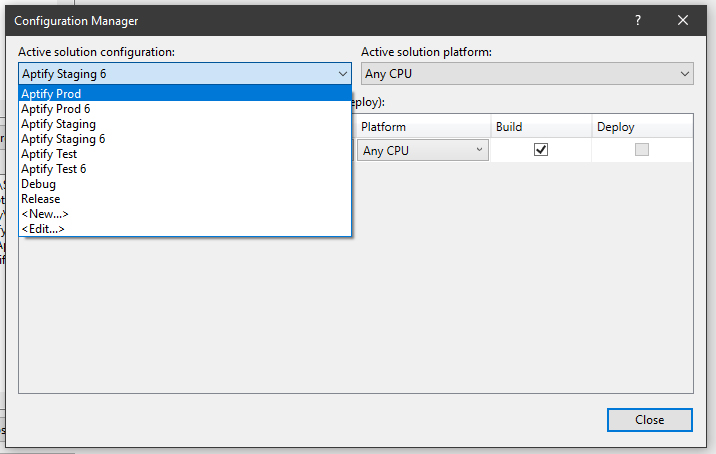 Configuration Manager
?
Active solution configuration:
Active solution platform:
Aptify Staging 6
Any CPU
Aptify Prod
Aptify Prod 6
Aptify Staging
Aptify Staging 6
Aptify Test
Aptify Test 6
Debug
Release
<New...>
<Edit...>
eploy):
Platform
Build
Deploy
Any CPU
Close